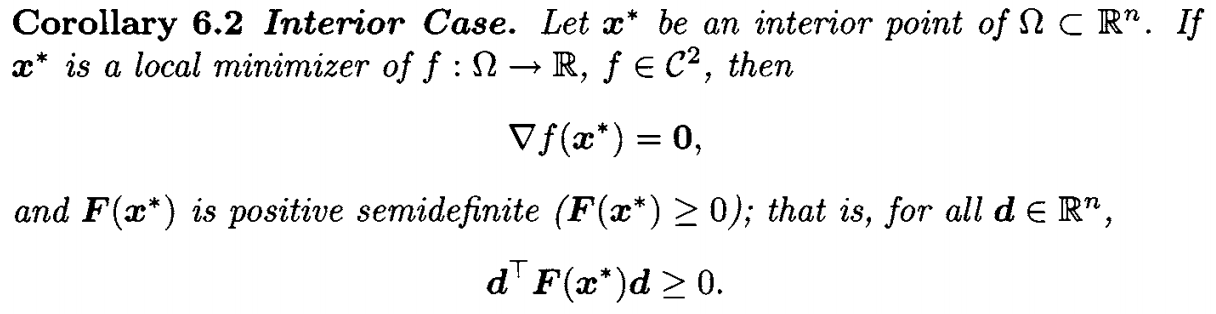 Corollary 6.2 Interior Case. Let x* be an interior point of Ω ⊂ ℝⁿ. If
x* is a local minimizer of f : Ω → ℝ, f ∈ 𝒞², then
∇f(x*) = 0,
and F(x*) is positive semidefinite (F(x*) ≥ 0); that is, for all d ∈ ℝⁿ,
d⊤F(x*)d ≥ 0.